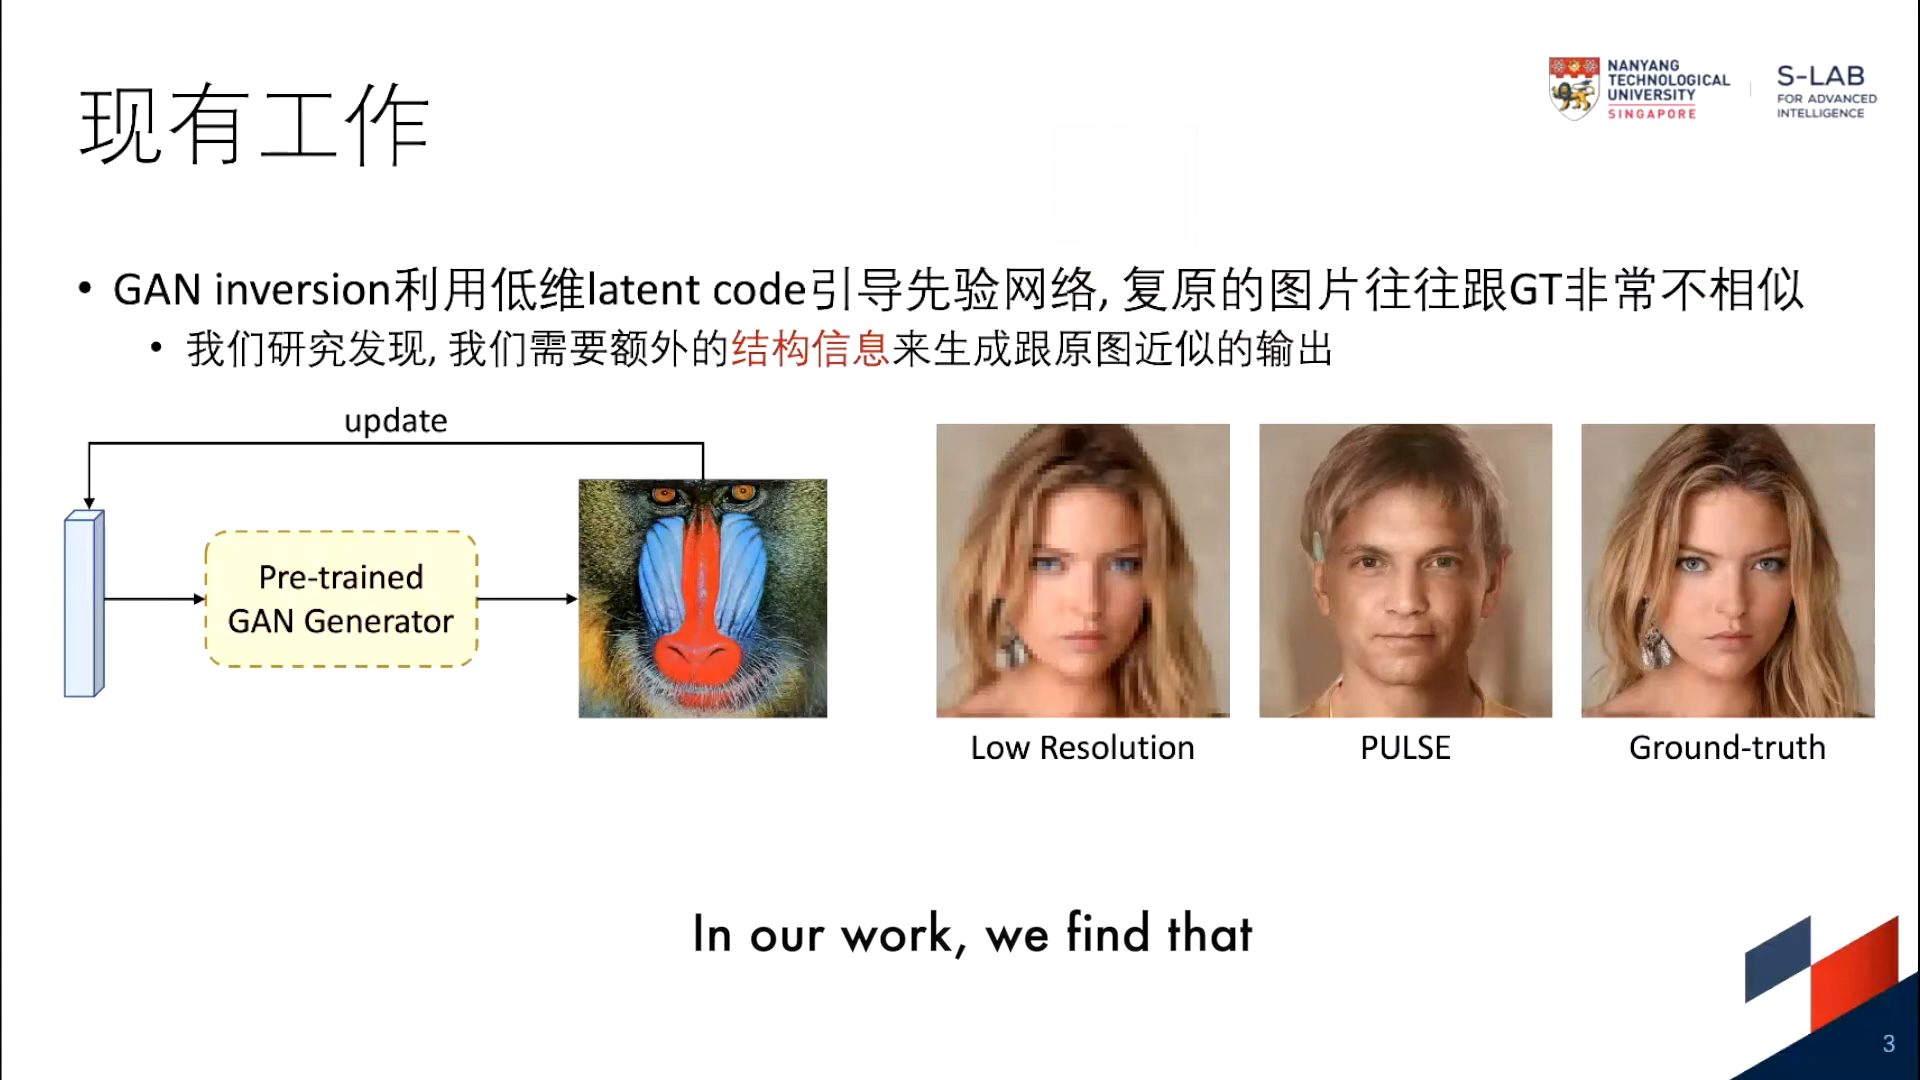 现有工作
NANYANG
TECHNOLOGICAL
UNIVERSITY
SINGAPORE
S-LAB
FOR ADVANCED
INTELLIGENCE
• GAN inversion利用低维latent code引导先验网络, 复原的图片往往跟GT非常不相似
• 我们研究发现, 我们需要额外的结构信息来生成跟原图近似的输出
update
Pre-trained
GAN Generator
Low Resolution
PULSE
Ground-truth
In our work, we find that
3